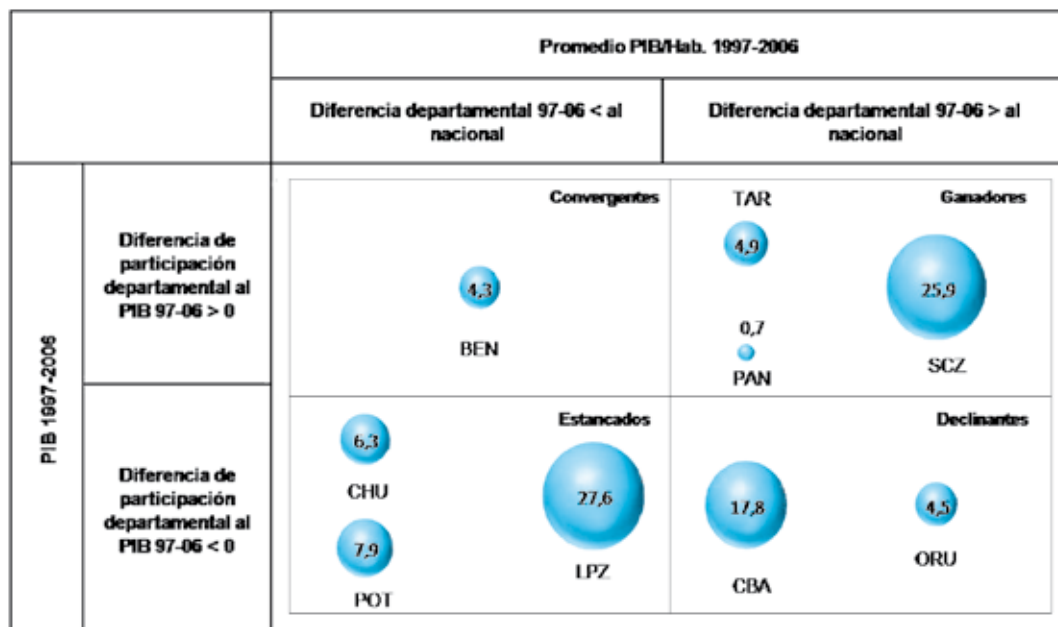 Promedio PIB/Hab. 1997-2006
Diferencia departamental 97-06 < al
nacional
Diferencia departamental 97-06 > al
nacional
PIB 1997-2006
Diferencia de
participación
departamental al
PIB 97-06 > 0
Convergentes
4,3
BEN
TAR
Ganadores
4,9
25,9
0,7
PAN
SCZ
Diferencia de
participación
departamental al
PIB 97-06 < 0
Estancados
6,3
CHU
27,6
7,9
LPZ
POT
Declinantes
17,8
4,5
ORU
CBA